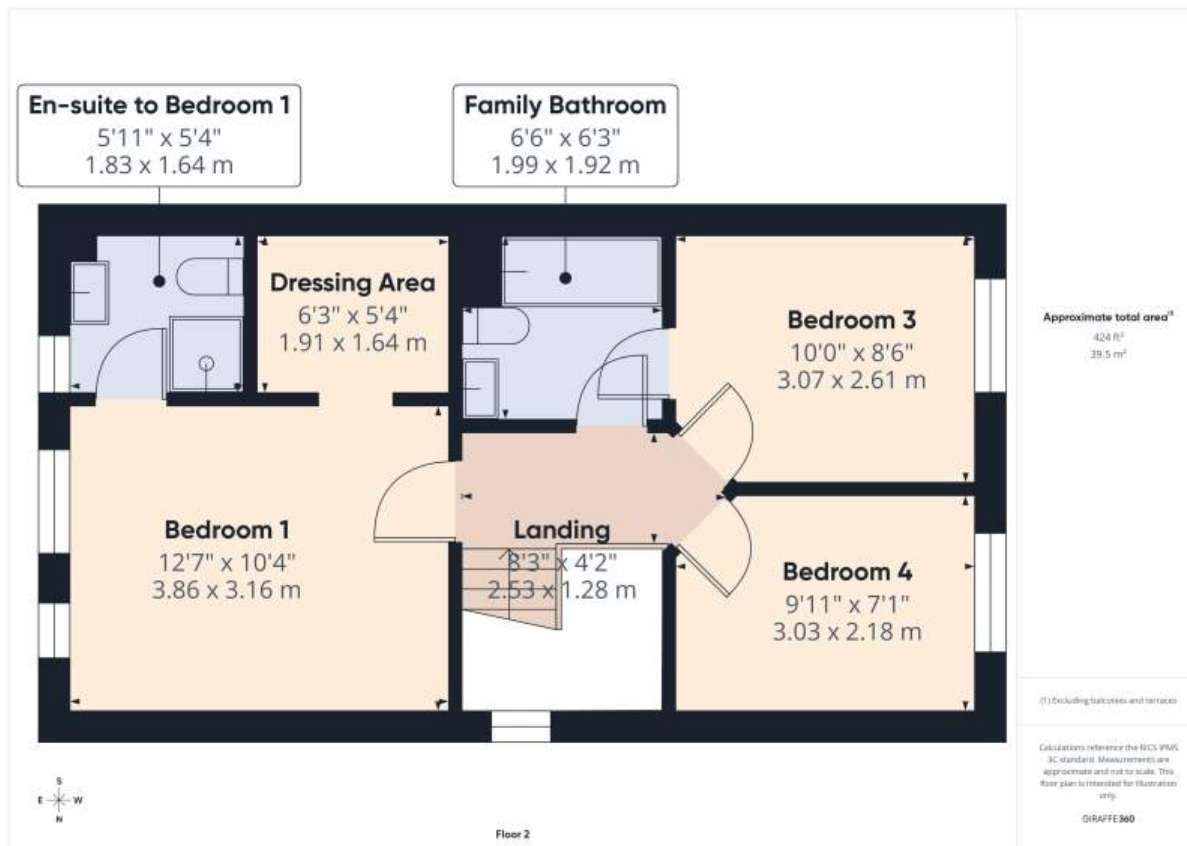 En-suite to Bedroom 1
5'11" x 5'4"
1.83 x 1.64 m
Family Bathroom
6'6" x 6'3"
1.99 x 1.92 m
Dressing Area
6'3" x 5'4"
1.91 x 1.64 m
Bedroom 3
10'0" x 8'6"
3.07 x 2.61 m
Bedroom 1
12'7" x 10'4"
3.86 x 3.16 m
Landing
8'3" x 4'2"
2.53 x 1.28 m
Bedroom 4
9'11" x 7'1"
3.03 x 2.18 m
S
E W
N
Floor 2
Approximate total area⁽¹⁾
424 ft²
39.5 m²
(1) Excluding balconies and terraces
Calculations reference the RICS IPMS
3C standard. Measurements are
approximate and not to scale. This
floor plan is intended for illustration
only.
GIRAFFE360